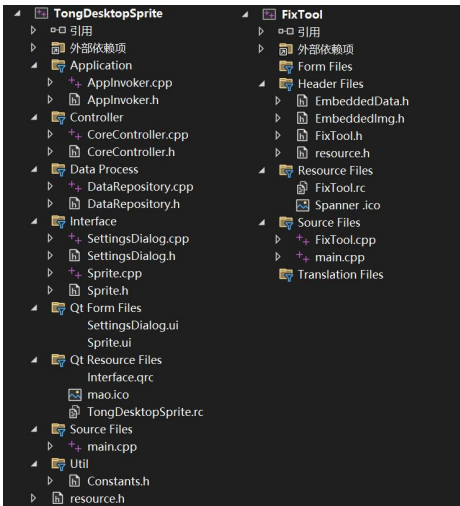 TongDesktopSprite
引用
外部依赖项
Application
AppInvoker.cpp
AppInvoker.h
Controller
CoreController.cpp
CoreController.h
Data Process
DataRepository.cpp
DataRepository.h
Interface
SettingsDialog.cpp
SettingsDialog.h
Sprite.cpp
Sprite.h
Qt Form Files
SettingsDialog.ui
Sprite.ui
Qt Resource Files
Interface.qrc
mao.ico
TongDesktopSprite.rc
Source Files
main.cpp
Util
Constants.h
resource.h
FixTool
引用
外部依赖项
Form Files
Header Files
EmbeddedData.h
EmbeddedImg.h
FixTool.h
resource.h
Resource Files
FixTool.rc
Spanner .ico
Source Files
FixTool.cpp
main.cpp
Translation Files